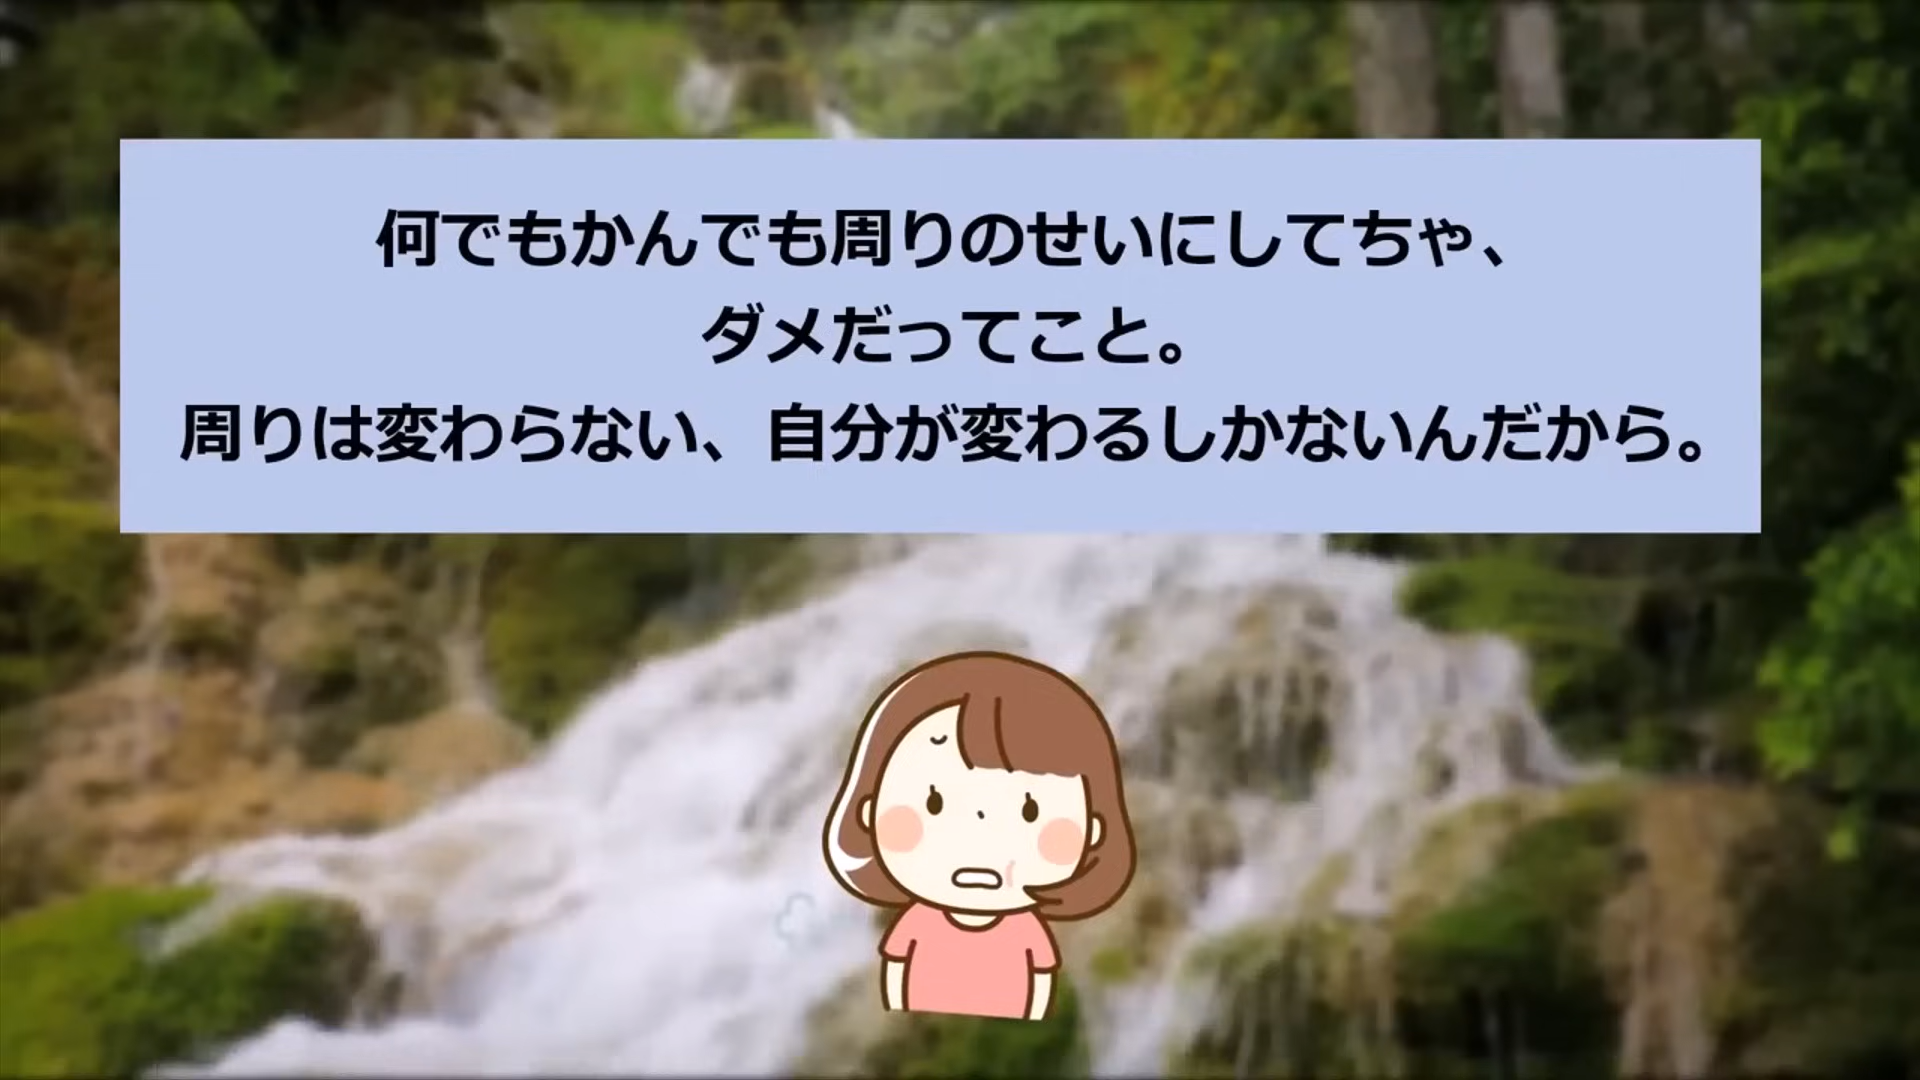 何でもかんでも周りのせいにしてちゃ、
ダメだってこと。
周りは変わらない、自分が変わるしかないんだから。